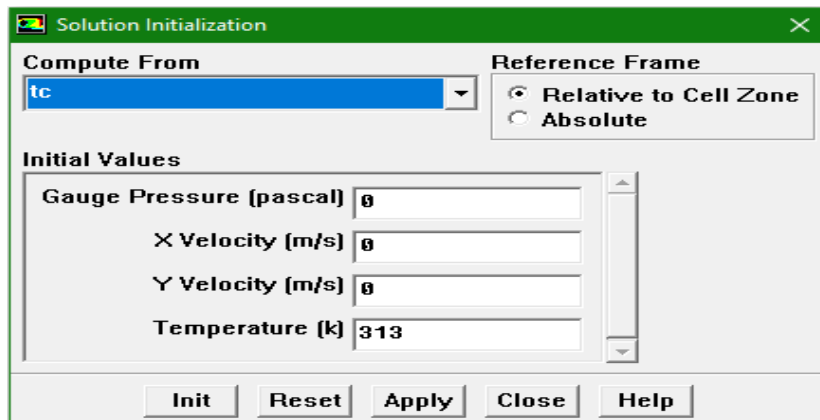 Solution Initialization
Compute From
tc
Reference Frame
Relative to Cell Zone
Absolute
Initial Values
Gauge Pressure (pascal) 0
X Velocity (m/s) 0
Y Velocity (m/s) 0
Temperature (k) 313
Init Reset Apply Close Help